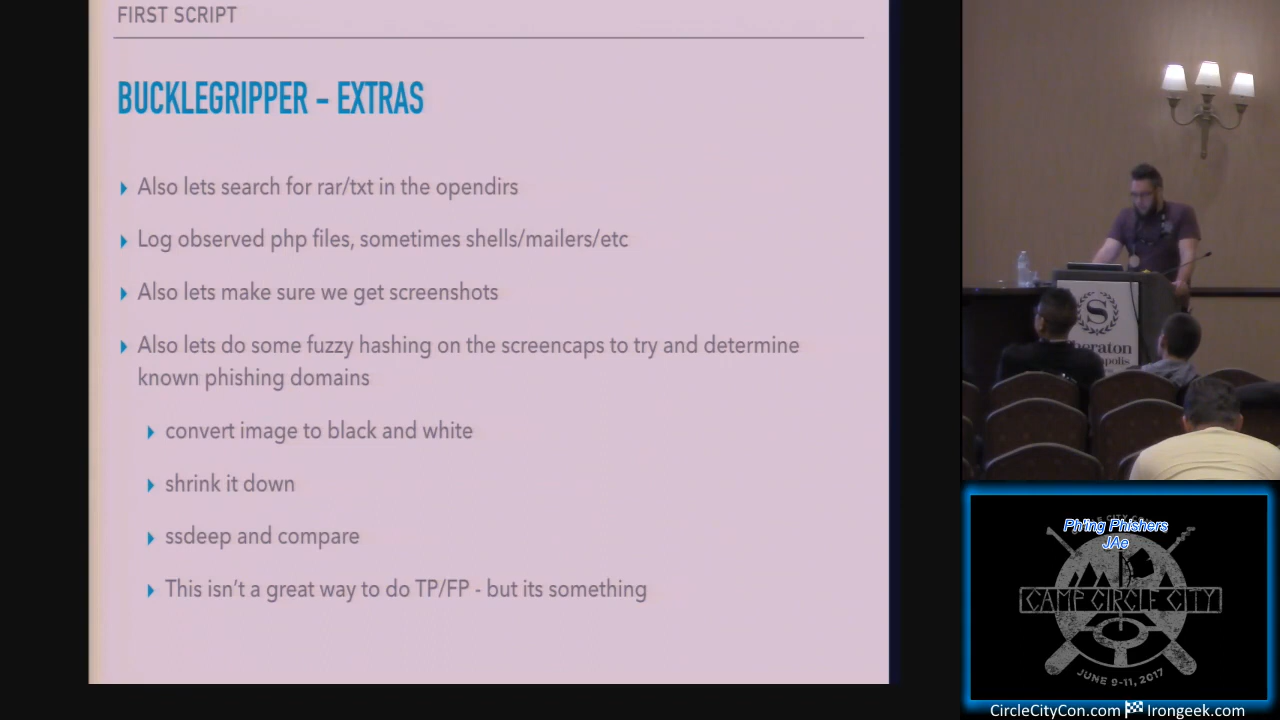 FIRST SCRIPT
BUCKLEGRIPPER – EXTRAS
Also lets search for rar/txt in the opendirs
Log observed php files, sometimes shells/mailers/etc
Also lets make sure we get screenshots
Also lets do some fuzzy hashing on the screencaps to try and determine
known phishing domains
convert image to black and white
shrink it down
ssdeep and compare
This isn't a great way to do TP/FP - but its something
S
Ph'ing Phishers
JAe
CAMP CIRCLE CITY
JUNE 9-11, 2017
CircleCityCon.com Irongeek.com